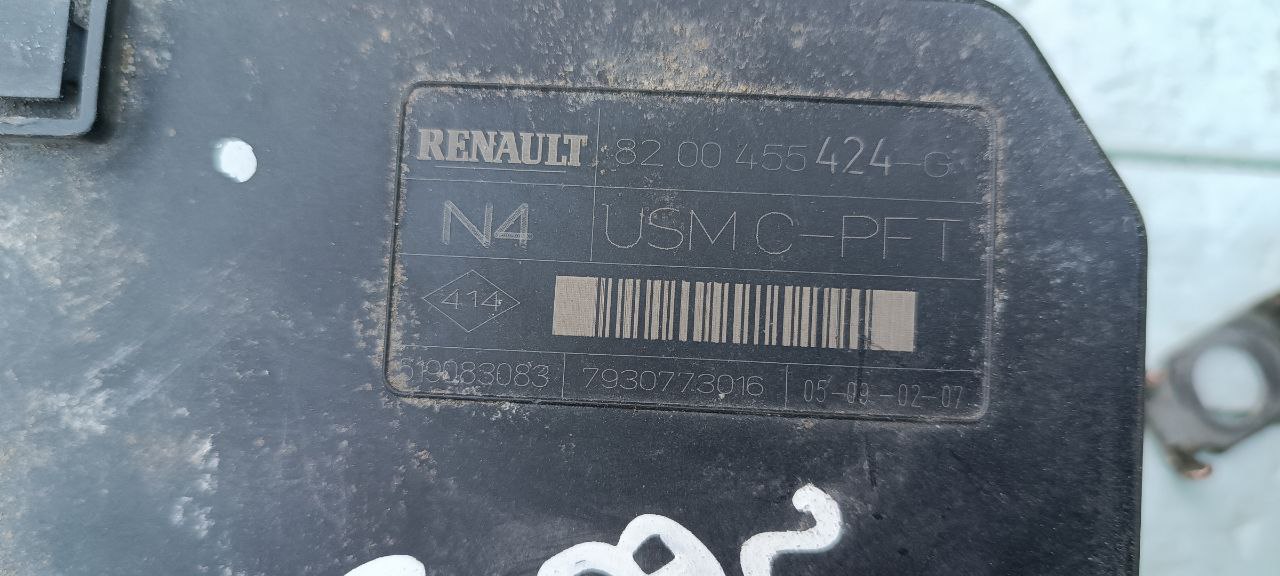 RENAULT 82 00 455 424-G
N4 USM C-PFT
414
519083083 7930773016 05-09-02-07